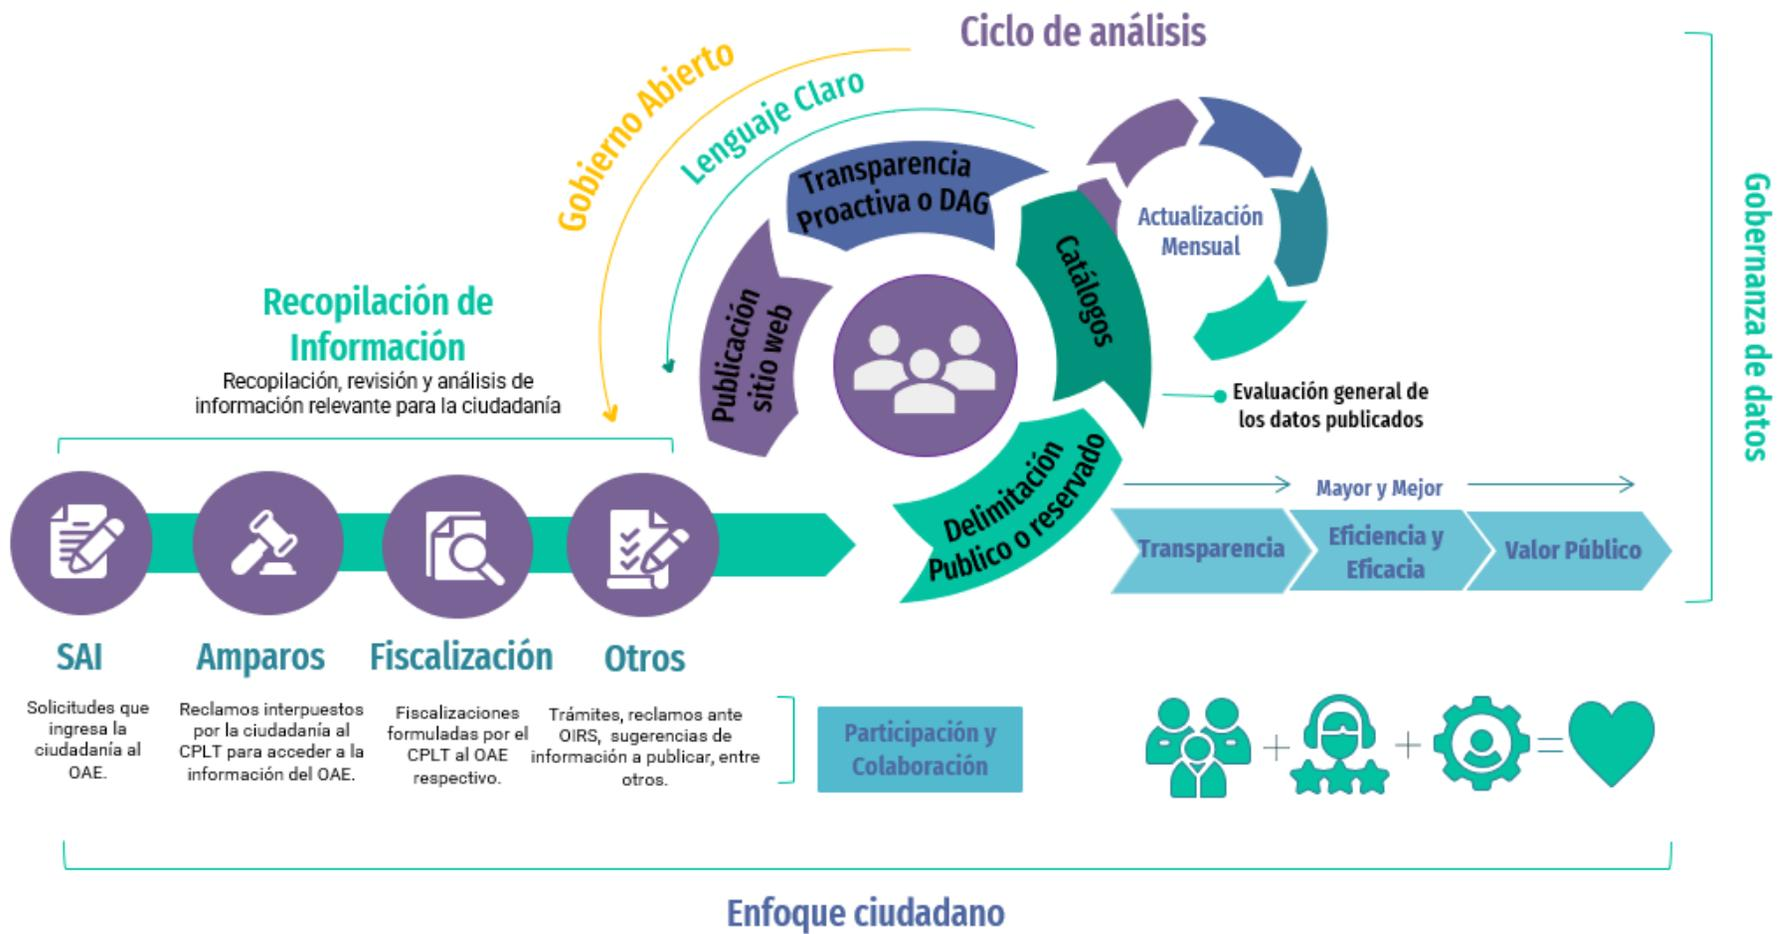 Ciclo de análisis
Gobierno Abierto
Lenguaje Claro
Transparencia
Proactiva o DAG
Publicación
sitio web
Catálogos
Delimitación
Publico o reservado
Actualización
Mensual
Evaluación general de
los datos publicados
Gobernanza de datos
Recopilación de
Información
Recopilación, revisión y análisis de
información relevante para la ciudadanía
Mayor y Mejor
Transparencia
Eficiencia y
Eficacia
Valor Público
SAI
Solicitudes que
ingresa la
ciudadanía al
OAE.
Amparos
Reclamos interpuestos
por la ciudadanía al
CPLT para acceder a la
información del OAE.
Fiscalización
Fiscalizaciones
formuladas por el
CPLT al OAE
respectivo.
Otros
Trámites, reclamos ante
OIRS, sugerencias de
información a publicar, entre
otros.
Participación y
Colaboración
Enfoque ciudadano